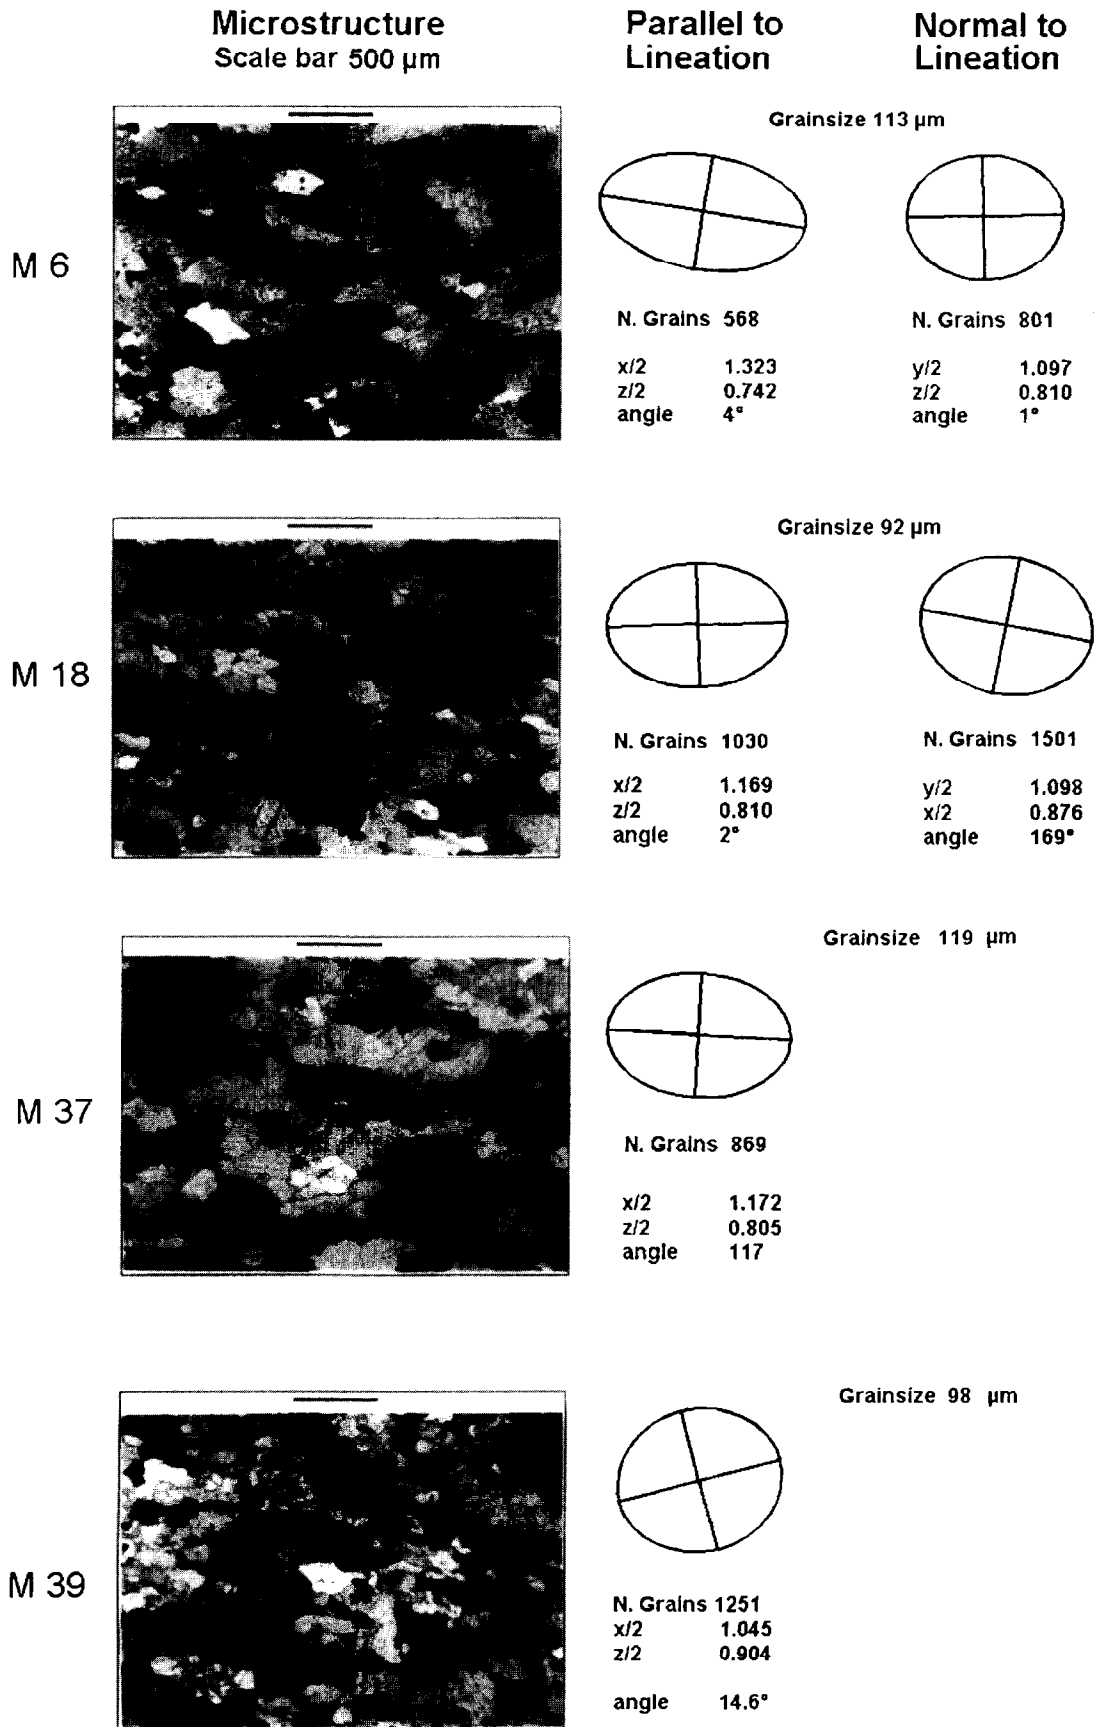 Microstructure
Scale bar 500 µm
Parallel to
Lineation
Normal to
Lineation
M 6
Grainsize 113 µm
N. Grains 568
x/2 1.323
z/2 0.742
angle 4°
N. Grains 801
y/2 1.097
z/2 0.810
angle 1°
M 18
Grainsize 92 µm
N. Grains 1030
x/2 1.169
z/2 0.810
angle 2°
N. Grains 1501
y/2 1.098
x/2 0.876
angle 169°
M 37
Grainsize 119 µm
N. Grains 869
x/2 1.172
z/2 0.805
angle 117
M 39
Grainsize 98 µm
N. Grains 1251
x/2 1.045
z/2 0.904
angle 14.6°